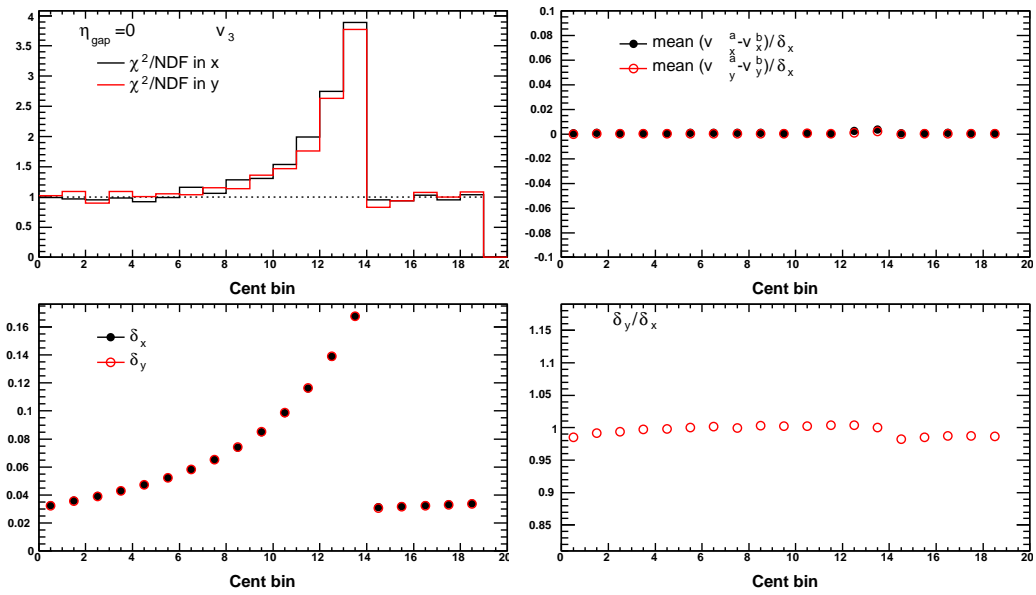 η_gap =0 v_3
χ²/NDF in x
χ²/NDF in y
4
3.5
3
2.5
2
1.5
1
0.5
0
0 2 4 6 8 10 12 14 16 18 20
Cent bin
mean (v^a_x-v^b_x)/δ_x
mean (v^a_y-v^b_y)/δ_x
0.1
0.08
0.06
0.04
0.02
0
-0.02
-0.04
-0.06
-0.08
-0.1
0 2 4 6 8 10 12 14 16 18 20
Cent bin
δ_x
δ_y
0.16
0.14
0.12
0.1
0.08
0.06
0.04
0.02
0
0 2 4 6 8 10 12 14 16 18 20
Cent bin
δ_y/δ_x
1.15
1.1
1.05
1
0.95
0.9
0.85
0 2 4 6 8 10 12 14 16 18 20
Cent bin